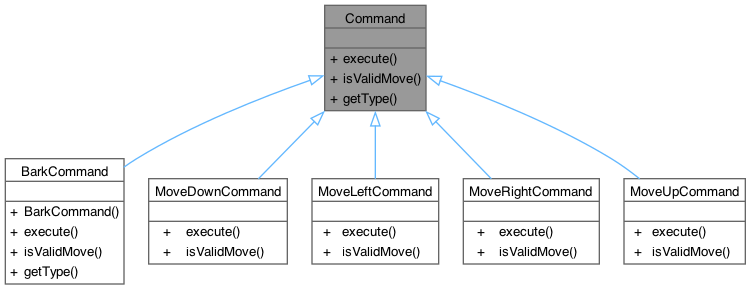 Command
+ execute()
+ isValidMove()
+ getType()
BarkCommand
+ BarkCommand()
+ execute()
+ isValidMove()
+ getType()
MoveDownCommand
+ execute()
+ isValidMove()
MoveLeftCommand
+ execute()
+ isValidMove()
MoveRightCommand
+ execute()
+ isValidMove()
MoveUpCommand
+ execute()
+ isValidMove()